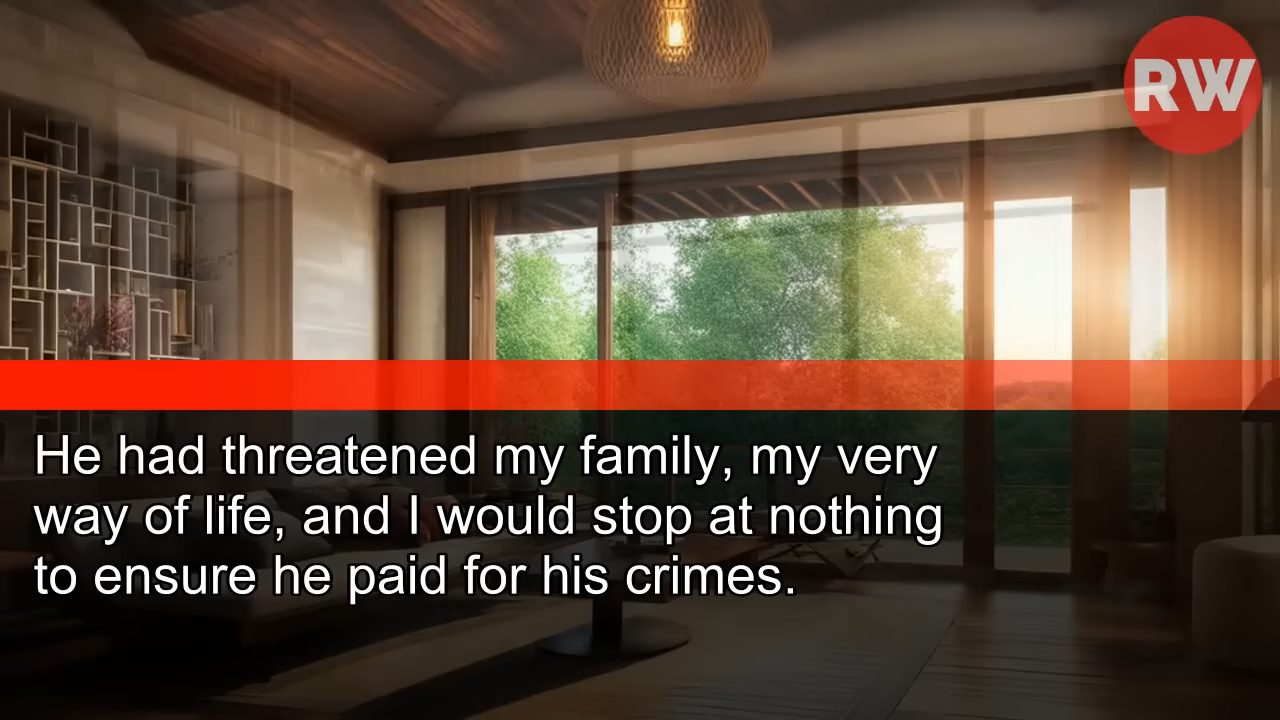 RW
He had threatened my family, my very
way of life, and I would stop at nothing
to ensure he paid for his crimes.